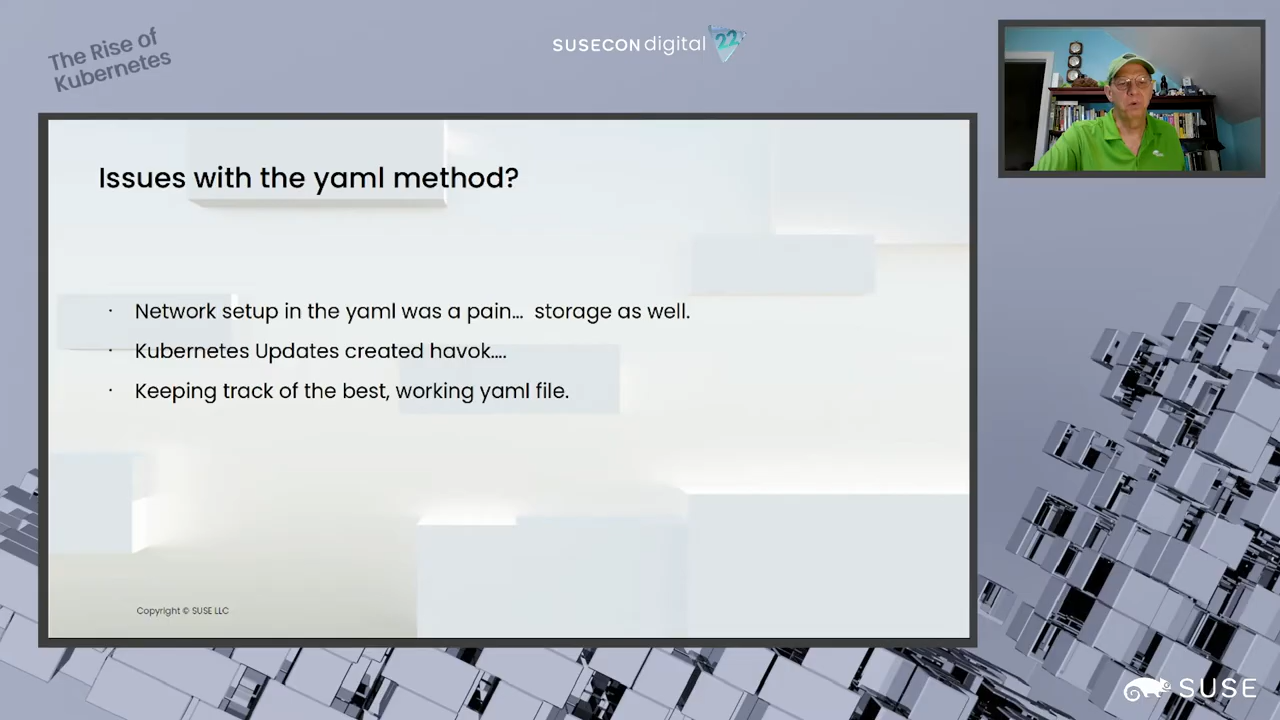 The Rise of
Kubernetes
SUSECON digital 22
Issues with the yaml method?
· Network setup in the yaml was a pain... storage as well.
· Kubernetes Updates created havok....
· Keeping track of the best, working yaml file.
Copyright © SUSE LLC
SUSE